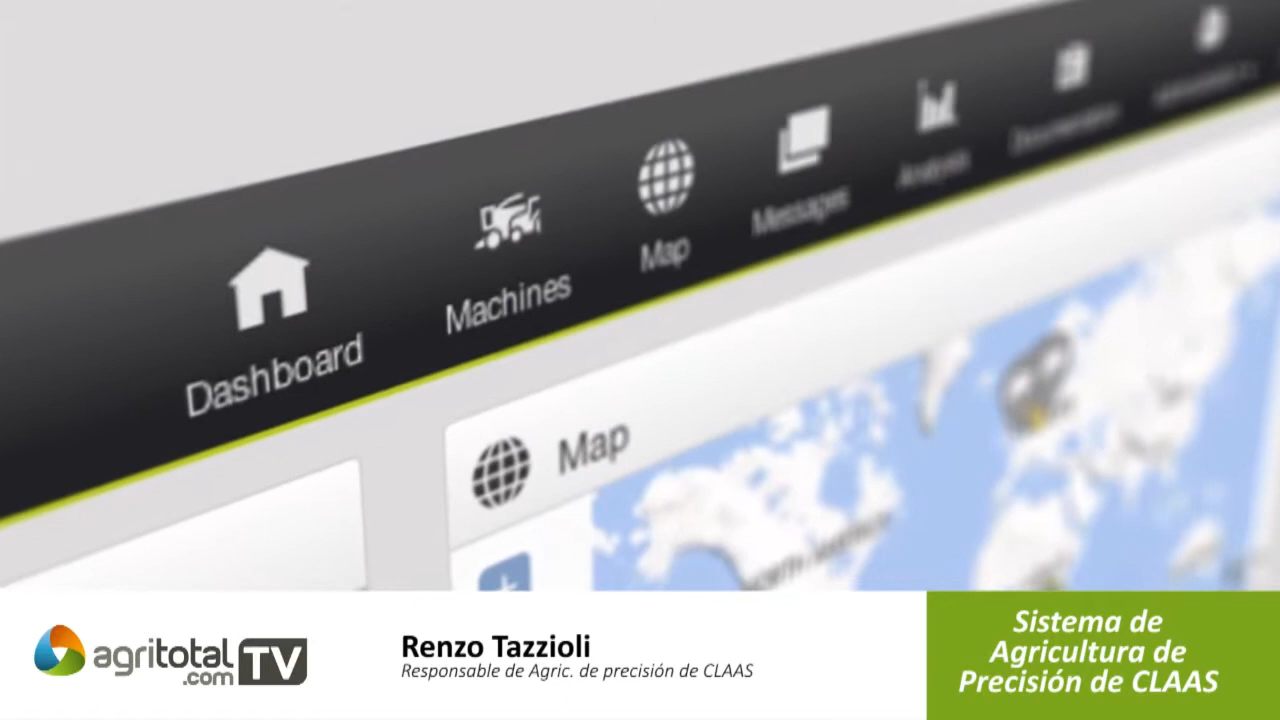 Dashboard
Machines
Map
Messages
Analysis
Map
agritotal
.com
TV
Renzo Tazzioli
Responsable de Agric. de precisión de CLAAS
Sistema de
Agricultura de
Precisión de CLAAS